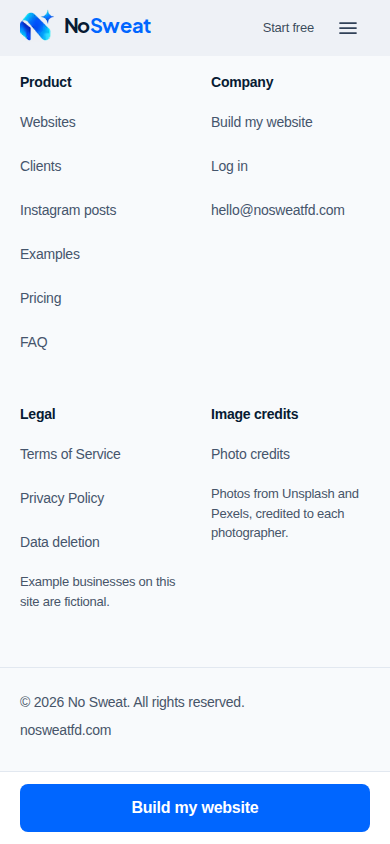 NoSweat
Start free
Product
Websites
Clients
Instagram posts
Examples
Pricing
FAQ
Company
Build my website
Log in
hello@nosweatfd.com
Legal
Terms of Service
Privacy Policy
Data deletion
Example businesses on this
site are fictional.
Image credits
Photo credits
Photos from Unsplash and
Pexels, credited to each
photographer.
© 2026 No Sweat. All rights reserved.
nosweatfd.com
Build my website